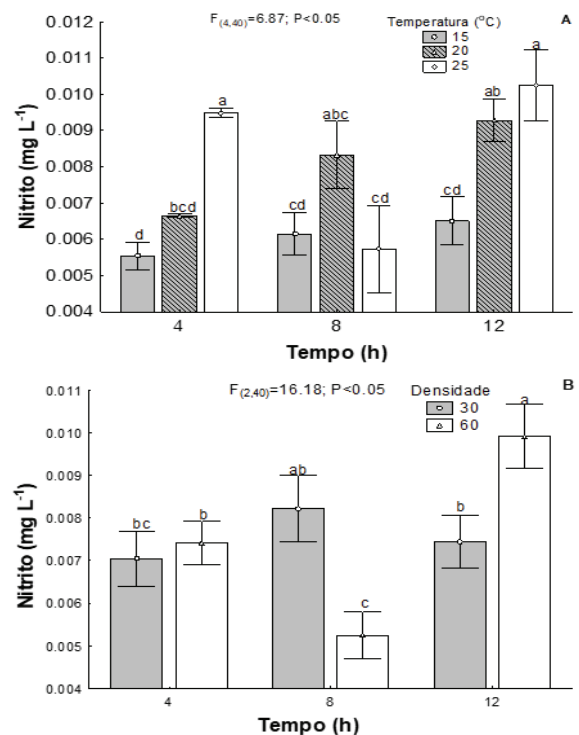 F(4,40)=6.87; P<0.05
A
Temperatura (°C)
15
20
25
0.012
0.011
0.010
0.009
0.008
0.007
0.006
0.005
0.004
Nitrito (mg L-1)
d
bcd
a
cd
abc
cd
cd
ab
a
4
8
12
Tempo (h)
F(2,40)=16.18; P<0.05
B
Densidade
30
60
0.011
0.010
0.009
0.008
0.007
0.006
0.005
0.004
Nitrito (mg L-1)
bc
b
ab
c
b
a
4
8
12
Tempo (h)